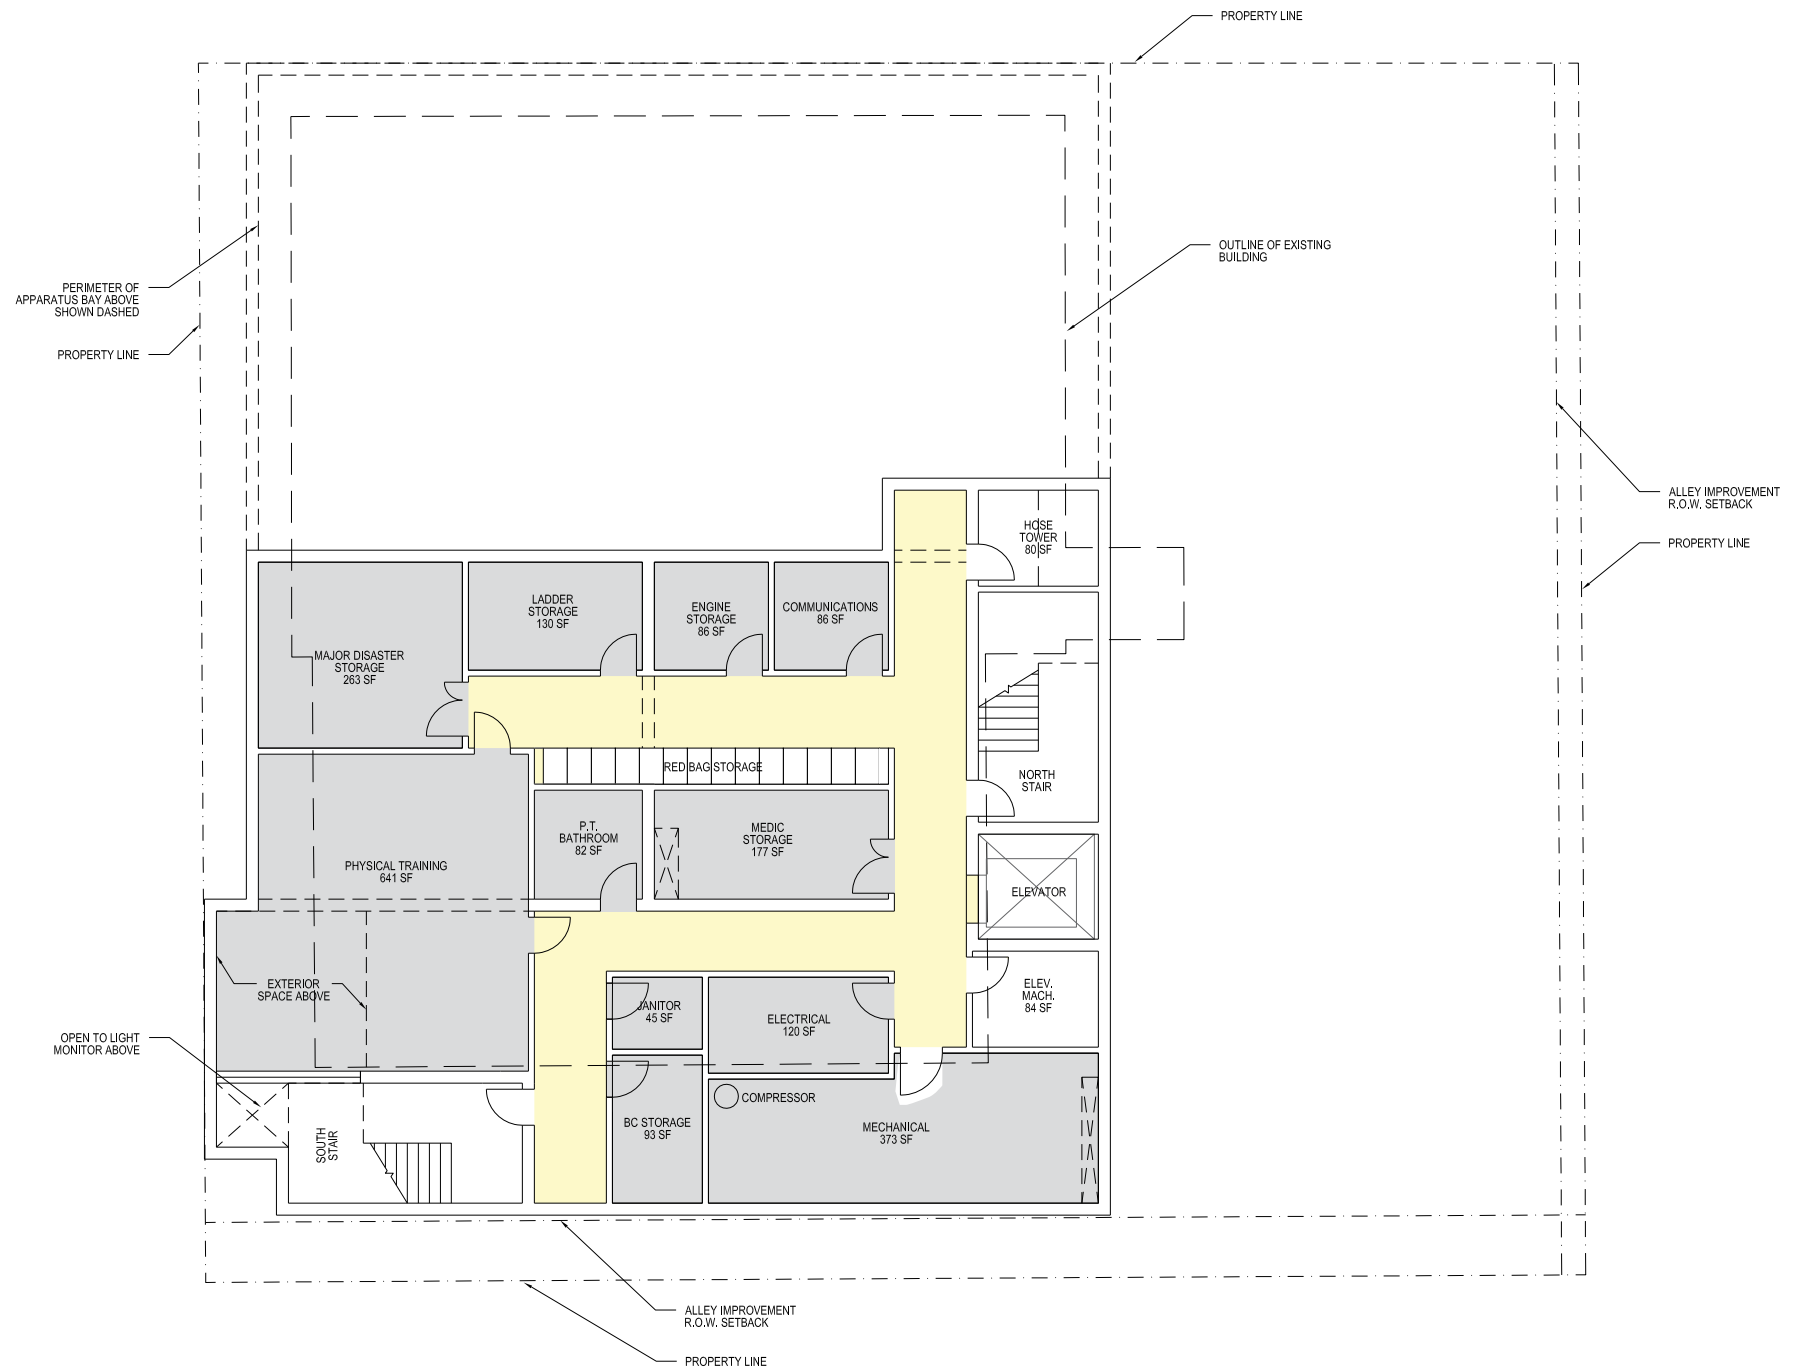 PROPERTY LINE
OUTLINE OF EXISTING
BUILDING
PERIMETER OF
APPARATUS BAY ABOVE
SHOWN DASHED
PROPERTY LINE
ALLEY IMPROVEMENT
R.O.W. SETBACK
PROPERTY LINE
HOSE
TOWER
80 SF
LADDER
STORAGE
130 SF
ENGINE
STORAGE
86 SF
COMMUNICATIONS
86 SF
MAJOR DISASTER
STORAGE
263 SF
RED BAG STORAGE
NORTH
STAIR
P.T.
BATHROOM
82 SF
MEDIC
STORAGE
177 SF
PHYSICAL TRAINING
641 SF
ELEVATOR
EXTERIOR
SPACE ABOVE
ELEV.
MACH.
84 SF
JANITOR
45 SF
ELECTRICAL
120 SF
OPEN TO LIGHT
MONITOR ABOVE
COMPRESSOR
BC STORAGE
93 SF
MECHANICAL
373 SF
SOUTH
STAIR
ALLEY IMPROVEMENT
R.O.W. SETBACK
PROPERTY LINE